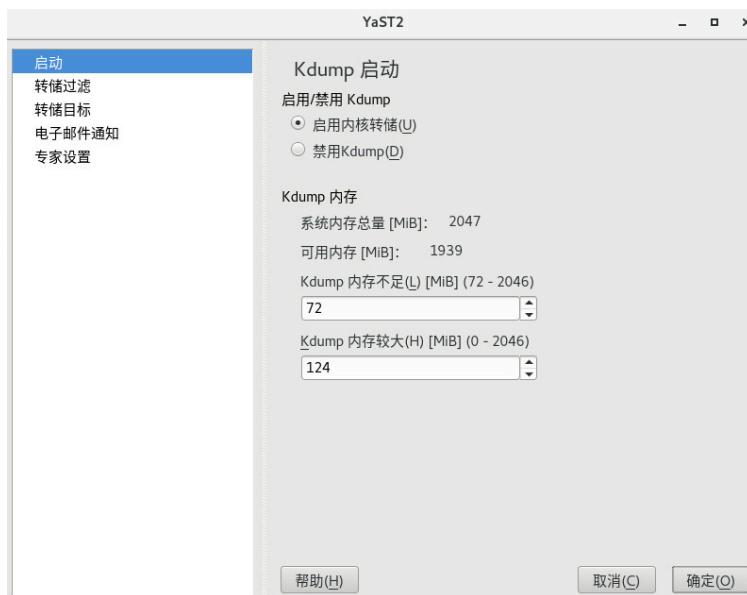 YaST2
启动
转储过滤
转储目标
电子邮件通知
专家设置
Kdump 启动
启用/禁用 Kdump
启用内核转储(U)
禁用Kdump(D)
Kdump 内存
系统内存总量 [MiB]： 2047
可用内存 [MiB]： 1939
Kdump 内存不足(L) [MiB] (72 - 2046)
72
Kdump 内存较大(H) [MiB] (0 - 2046)
124
帮助(H) 取消(C) 确定(O)